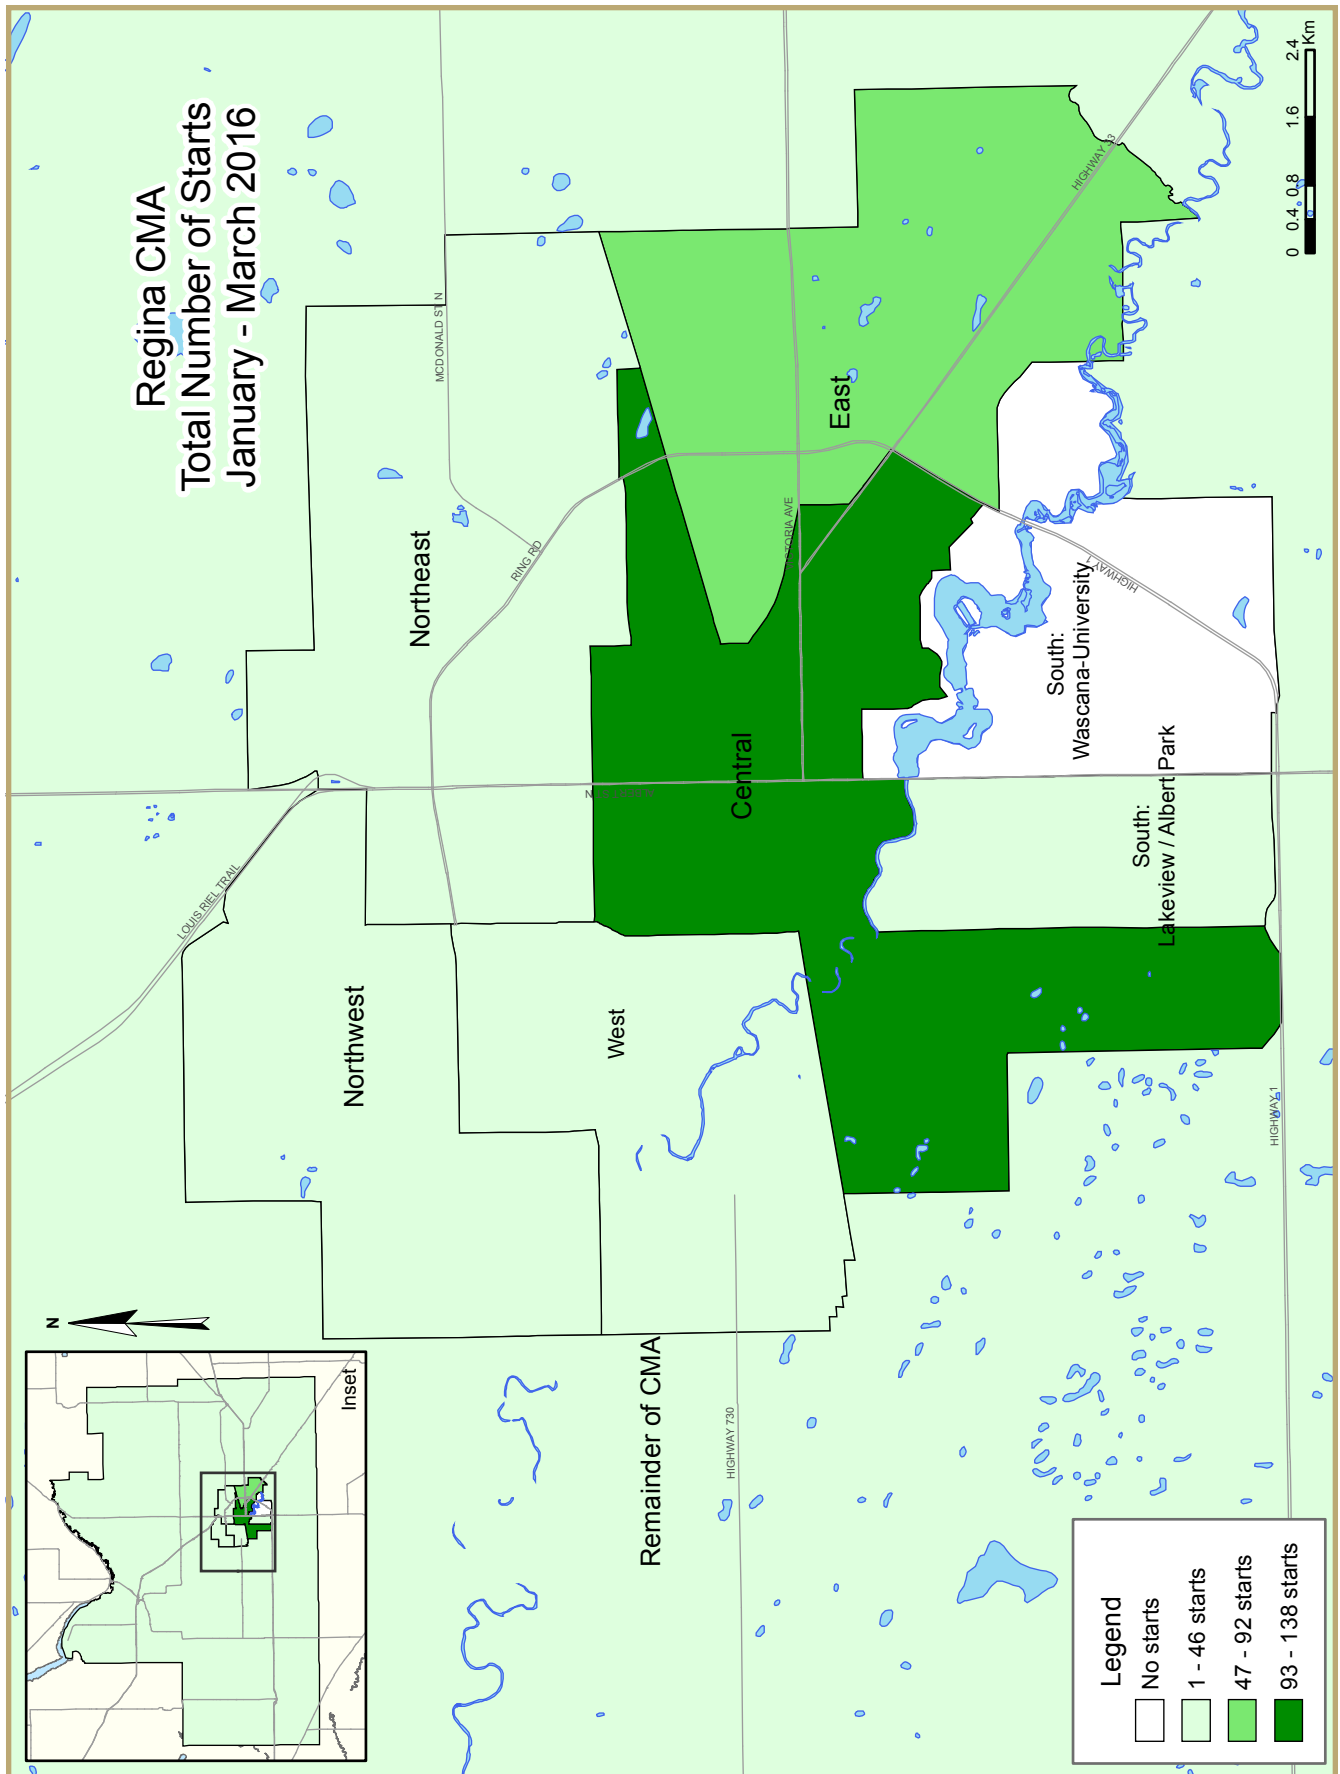 Regina CMA
Total Number of Starts
January - March 2016
N
Inset
LOUIS RIEL TRAIL
MCDONALD ST N
Northeast
RING RD
Northwest
West
Central
East
VICTORIA AVE
HIGHWAY 33
HIGHWAY 1
South:
Wascana-University
South:
Lakeview / Albert Park
Remainder of CMA
HIGHWAY 730
HIGHWAY 1
Legend
No starts
1 - 46 starts
47 - 92 starts
93 - 138 starts
0 0.4 0.8 1.6 2.4
Km